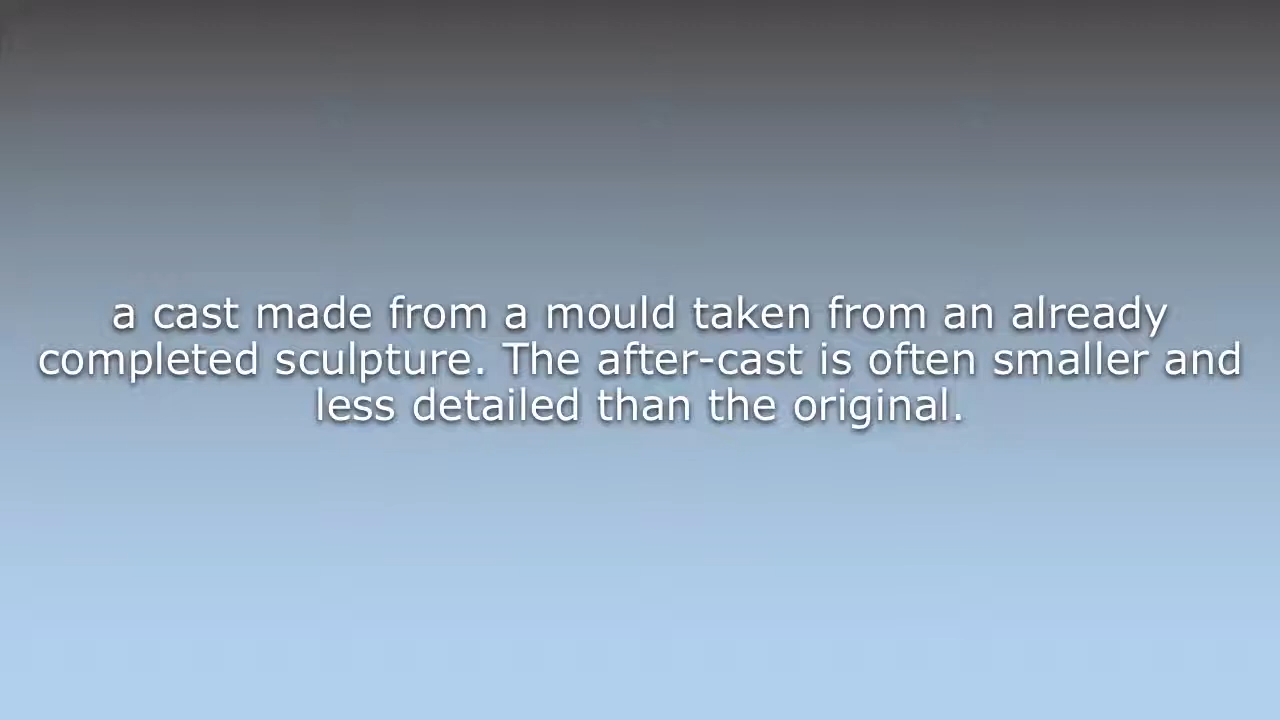 a cast made from a mould taken from an already
completed sculpture. The after-cast is often smaller and
less detailed than the original.